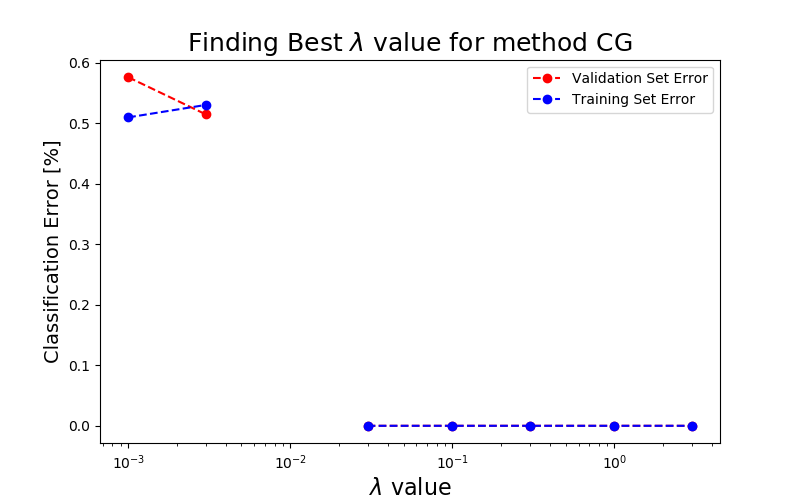 Finding Best λ value for method CG
Validation Set Error
Training Set Error
Classification Error [%]
0.6
0.5
0.4
0.3
0.2
0.1
0.0
10⁻³ 10⁻² 10⁻¹ 10⁰
λ value